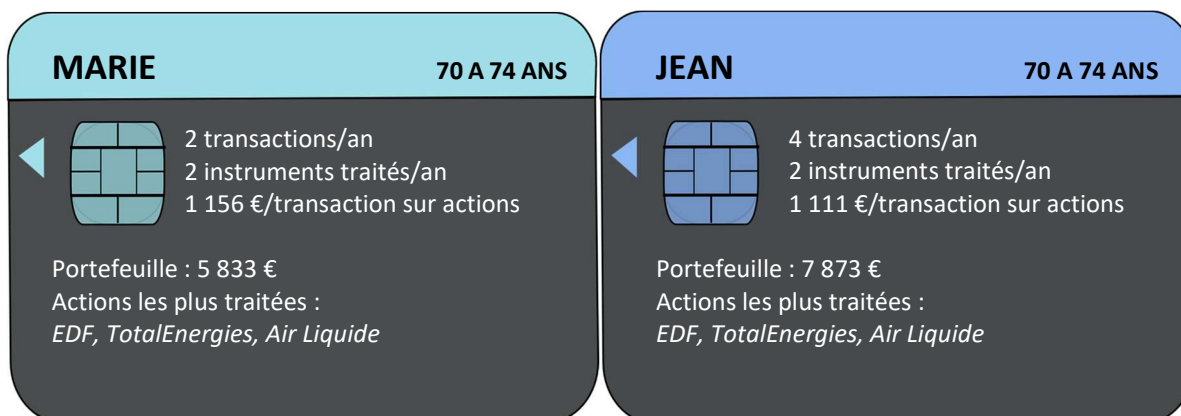 MARIE
70 A 74 ANS
2 transactions/an
2 instruments traités/an
1 156 €/transaction sur actions
Portefeuille : 5 833 €
Actions les plus traitées :
EDF, TotalEnergies, Air Liquide
JEAN
70 A 74 ANS
4 transactions/an
2 instruments traités/an
1 111 €/transaction sur actions
Portefeuille : 7 873 €
Actions les plus traitées :
EDF, TotalEnergies, Air Liquide